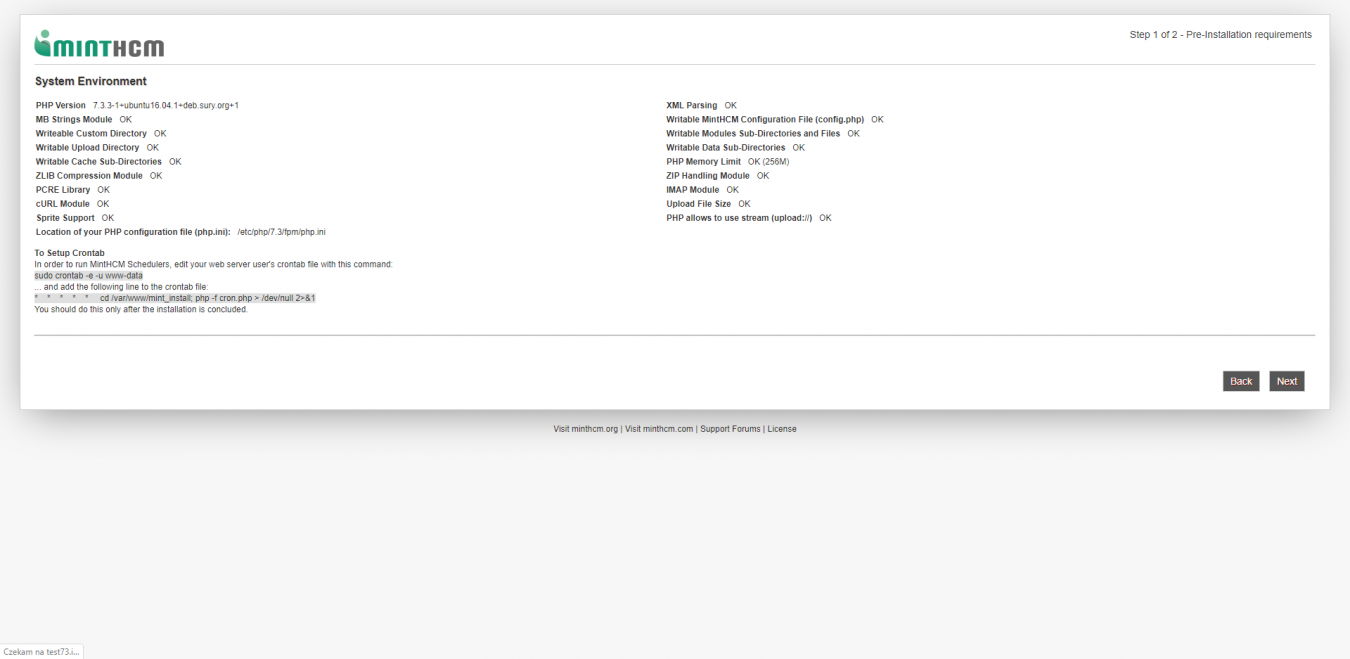 mintHCM
Step 1 of 2 - Pre-Installation requirements
System Environment
PHP Version 7.3.3-1+ubuntu16.04.1+deb.sury.org+1
MB Strings Module OK
Writeable Custom Directory OK
Writable Upload Directory OK
Writable Cache Sub-Directories OK
ZLIB Compression Module OK
PCRE Library OK
cURL Module OK
Sprite Support OK
Location of your PHP configuration file (php.ini): /etc/php/7.3/fpm/php.ini
XML Parsing OK
Writable MintHCM Configuration File (config.php) OK
Writable Modules Sub-Directories and Files OK
Writable Data Sub-Directories OK
PHP Memory Limit OK (256M)
ZIP Handling Module OK
IMAP Module OK
Upload File Size OK
PHP allows to use stream (upload://) OK
To Setup Crontab
In order to run MintHCM Schedulers, edit your web server user's crontab file with this command:
sudo crontab -e -u www-data
... and add the following line to the crontab file:
* * * * * cd /var/www/mint_install; php -f cron.php > /dev/null 2>&1
You should do this only after the installation is concluded.
Back Next
Visit minthcm.org | Visit minthcm.com | Support Forums | License
Czekam na test73.i...